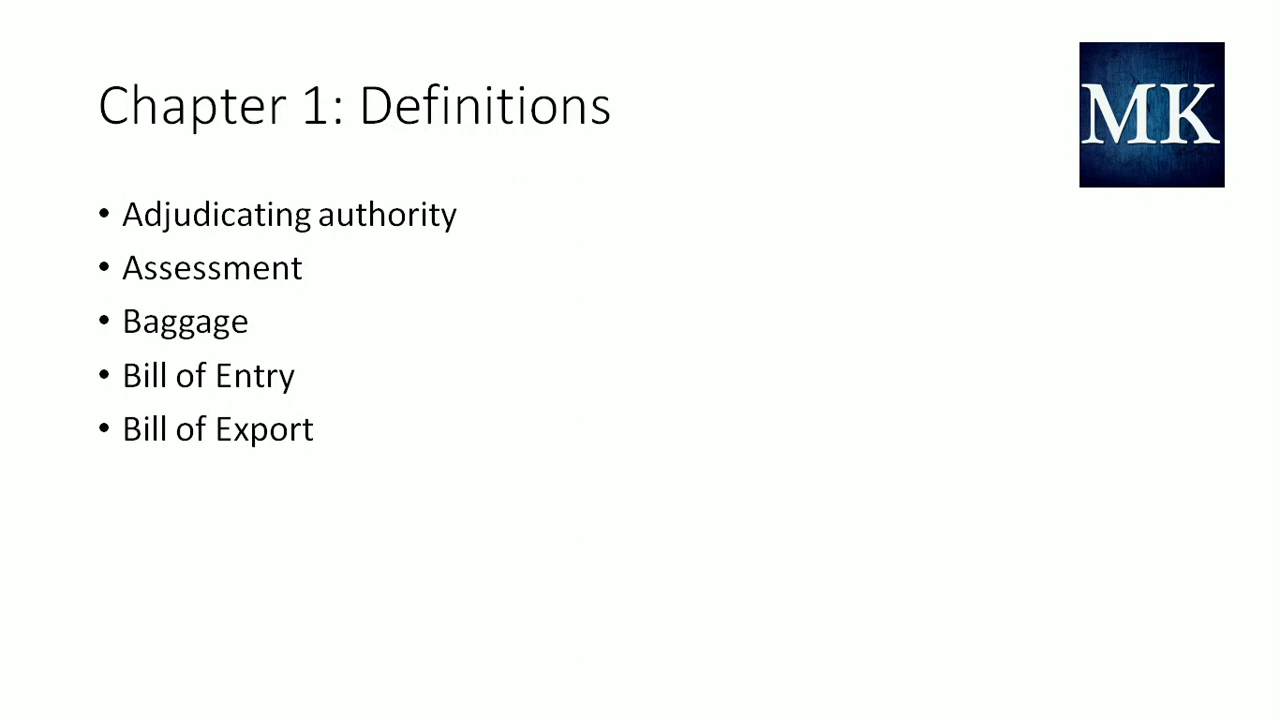 Chapter 1: Definitions
MK
• Adjudicating authority
• Assessment
• Baggage
• Bill of Entry
• Bill of Export